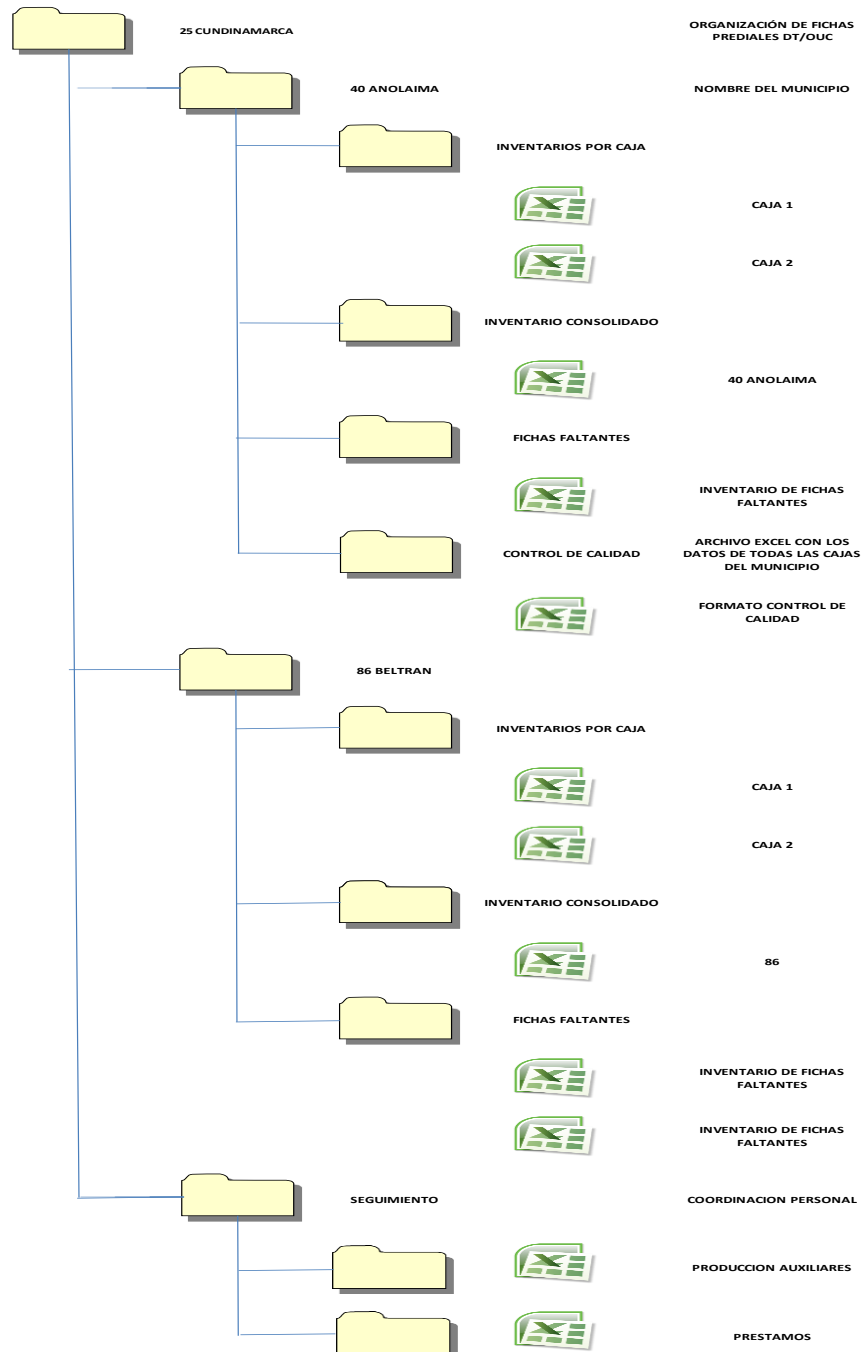 25 CUNDINAMARCA
ORGANIZACIÓN DE FICHAS
PREDIALES DT/OUC
40 ANOLAIMA
NOMBRE DEL MUNICIPIO
INVENTARIOS POR CAJA
CAJA 1
CAJA 2
INVENTARIO CONSOLIDADO
40 ANOLAIMA
FICHAS FALTANTES
INVENTARIO DE FICHAS
FALTANTES
CONTROL DE CALIDAD
ARCHIVO EXCEL CON LOS
DATOS DE TODAS LAS CAJAS
DEL MUNICIPIO
FORMATO CONTROL DE
CALIDAD
86 BELTRAN
INVENTARIOS POR CAJA
CAJA 1
CAJA 2
INVENTARIO CONSOLIDADO
86
FICHAS FALTANTES
INVENTARIO DE FICHAS
FALTANTES
INVENTARIO DE FICHAS
FALTANTES
SEGUIMIENTO
COORDINACION PERSONAL
PRODUCCION AUXILIARES
PRESTAMOS